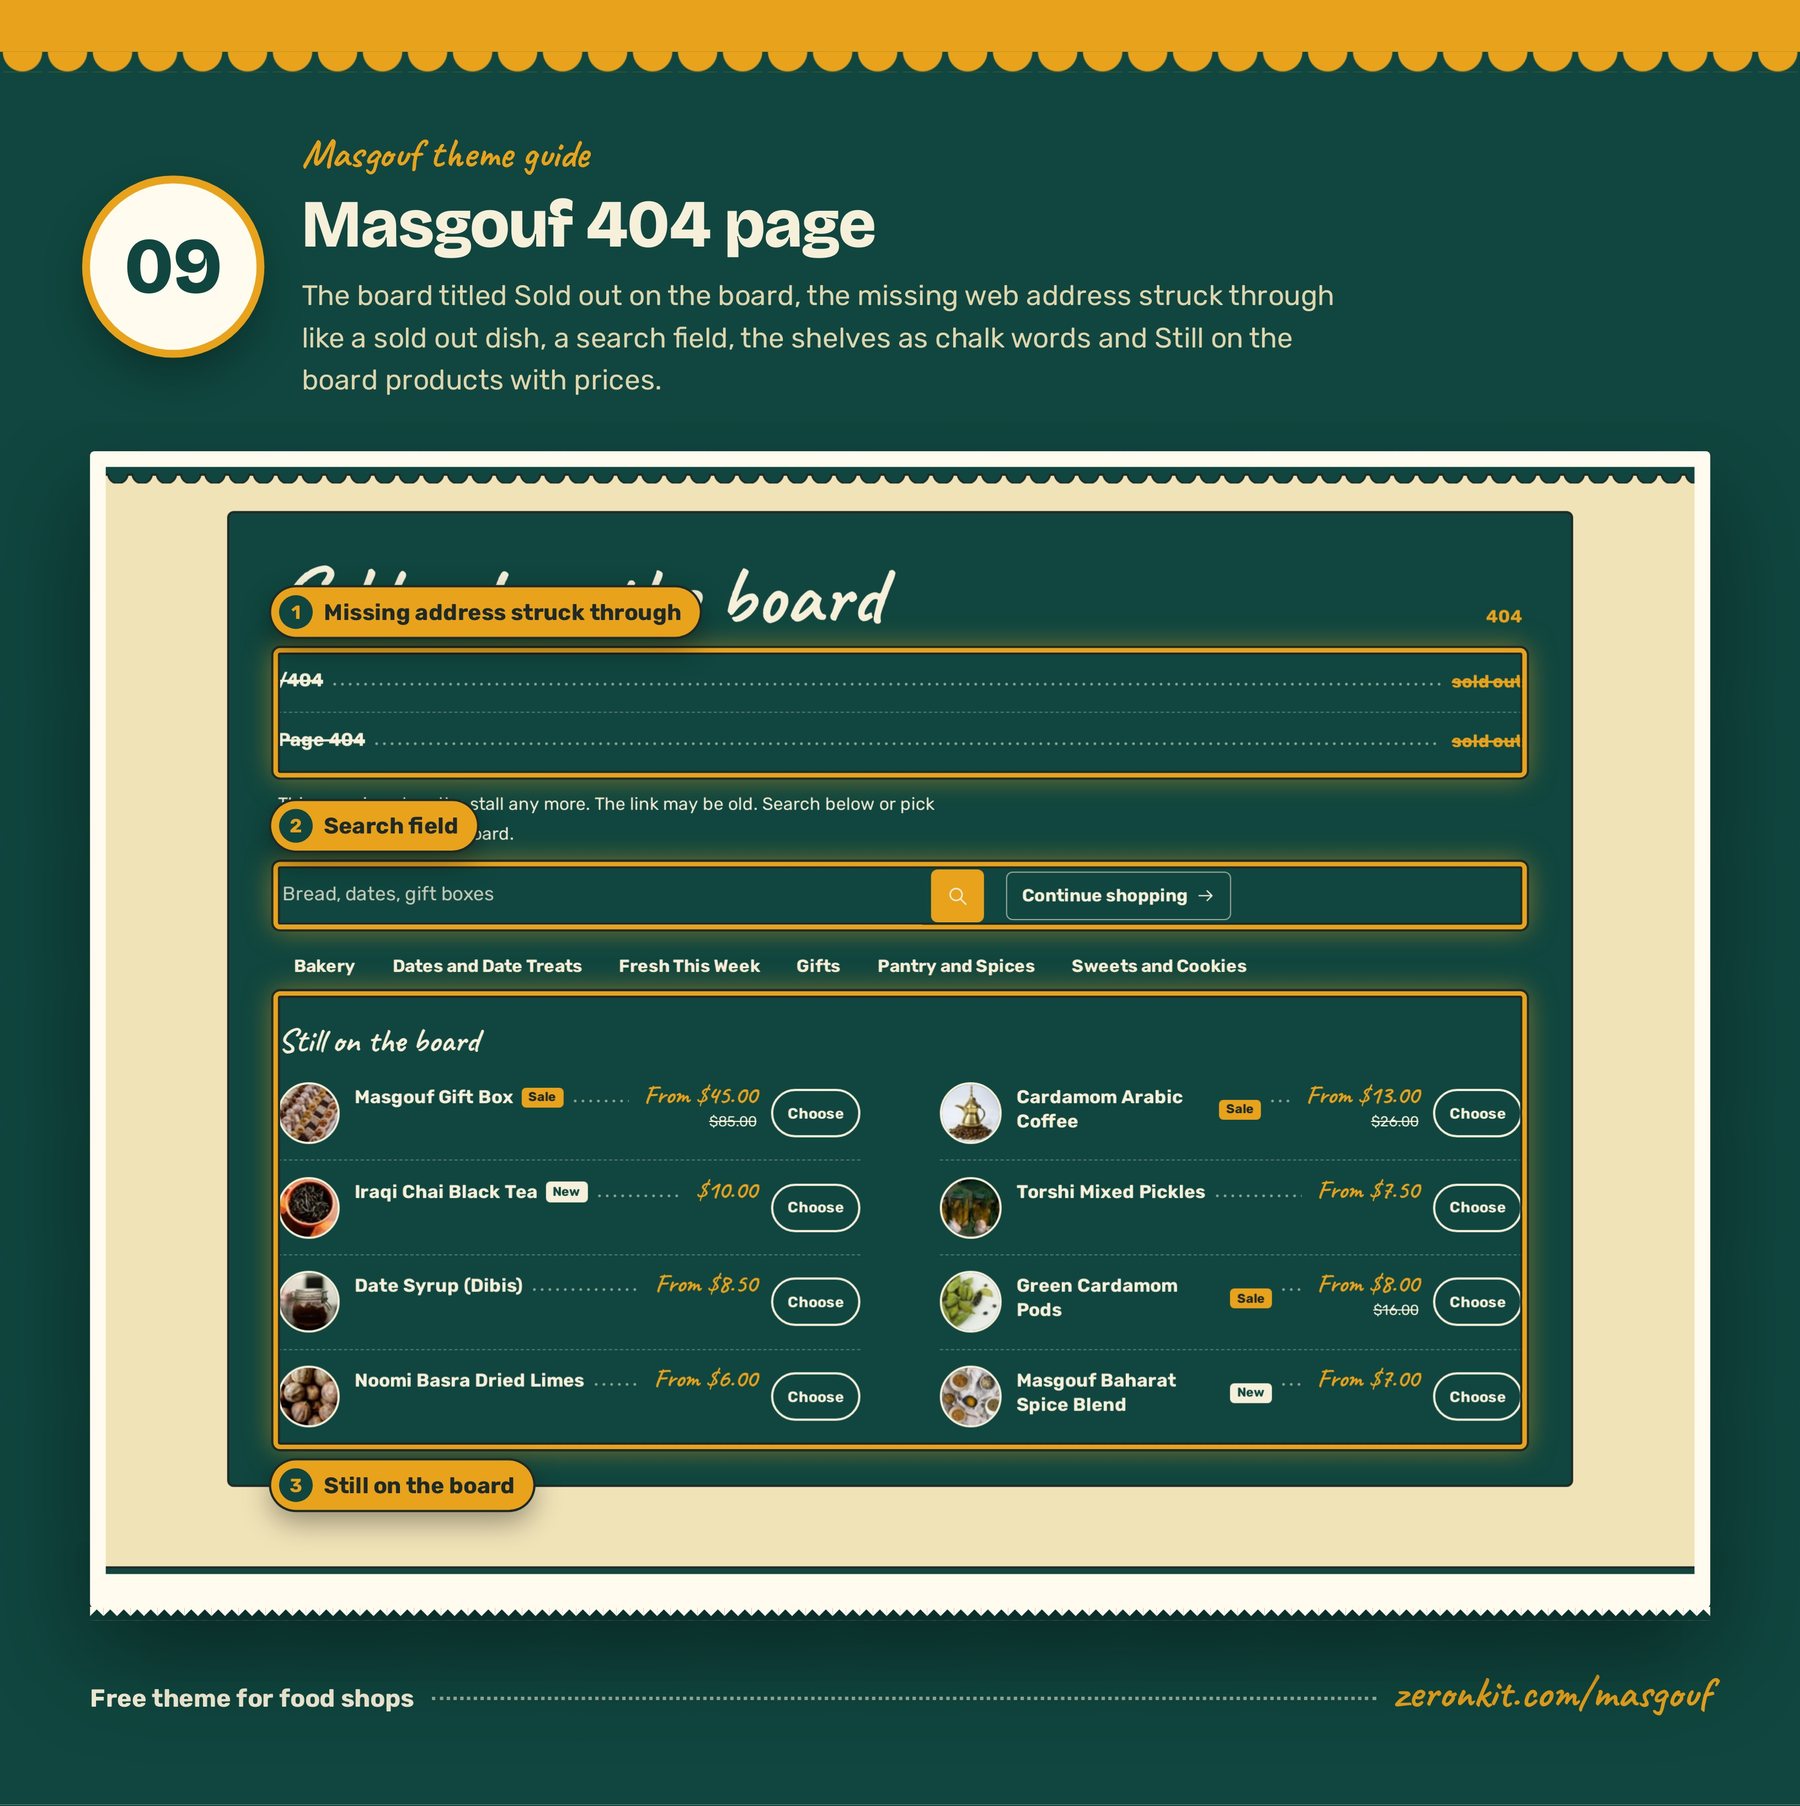 Masgouf theme guide
09
Masgouf 404 page
The board titled Sold out on the board, the missing web address struck through
like a sold out dish, a search field, the shelves as chalk words and Still on the
board products with prices.
board
404
1 Missing address struck through
/404 sold out
Page 404 sold out
stall any more. The link may be old. Search below or pick
2 Search field
Bread, dates, gift boxes
Continue shopping →
Bakery Dates and Date Treats Fresh This Week Gifts Pantry and Spices Sweets and Cookies
Still on the board
Masgouf Gift Box Sale From $45.00
$85.00
Choose
Cardamom Arabic
Coffee
Sale From $13.00
$26.00
Choose
Iraqi Chai Black Tea New $10.00
Choose
Torshi Mixed Pickles From $7.50
Choose
Date Syrup (Dibis) From $8.50
Choose
Green Cardamom
Pods
Sale From $8.00
$16.00
Choose
Noomi Basra Dried Limes From $6.00
Choose
Masgouf Baharat
Spice Blend
New From $7.00
Choose
3 Still on the board
Free theme for food shops zeronkit.com/masgouf